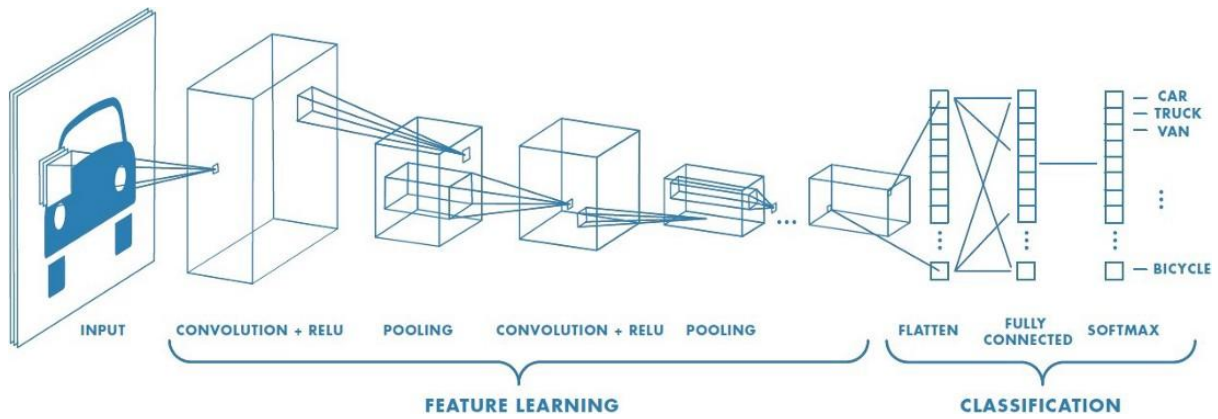 CAR
TRUCK
VAN
BICYCLE
INPUT
CONVOLUTION + RELU
POOLING
CONVOLUTION + RELU
POOLING
FLATTEN
FULLY
CONNECTED
SOFTMAX
FEATURE LEARNING
CLASSIFICATION